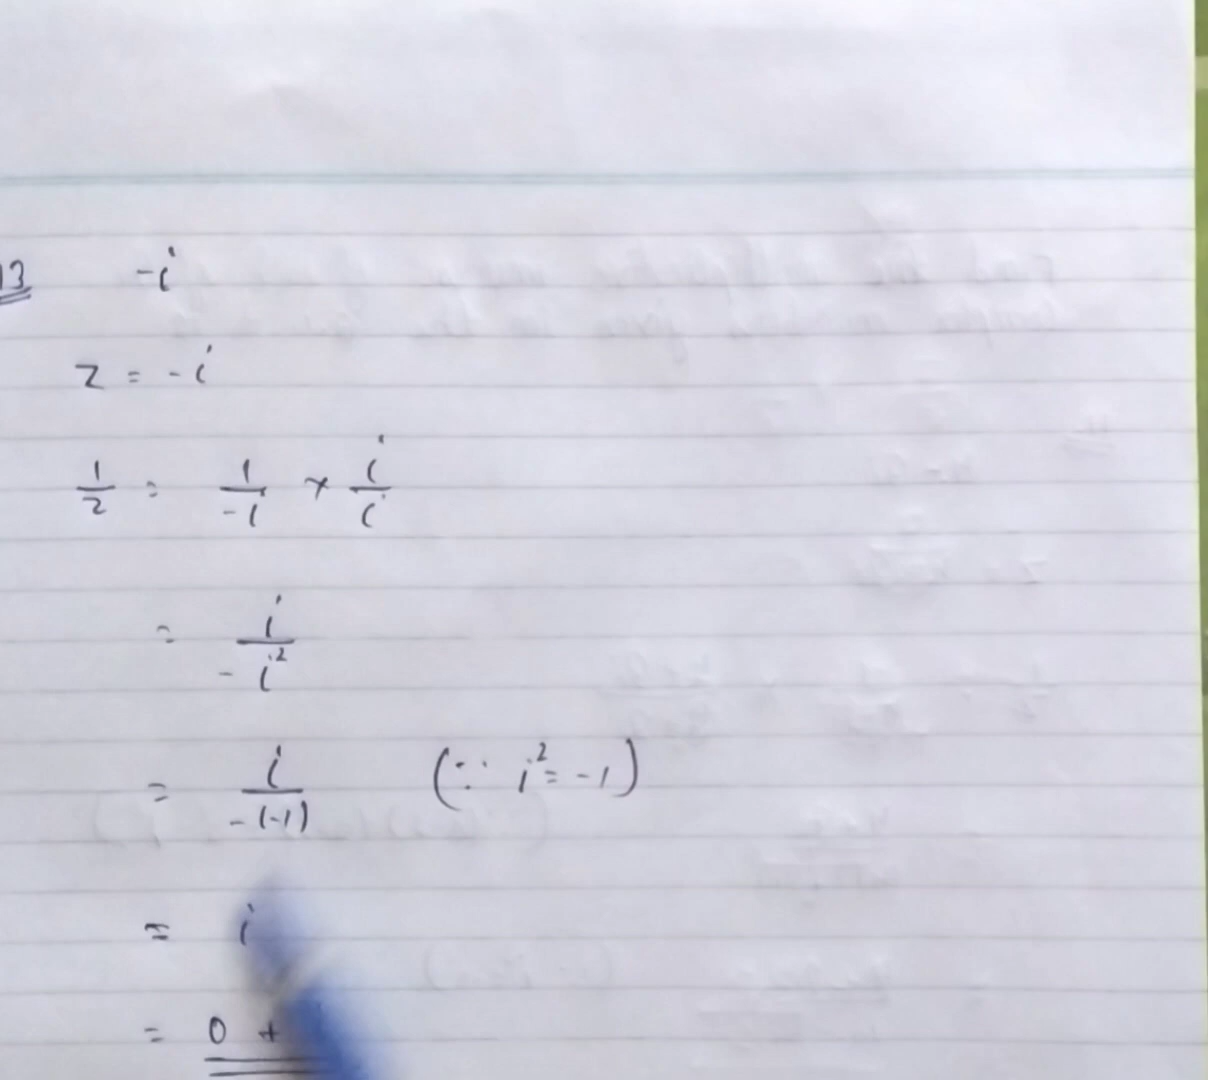 13 -i
z = -i
1/z = 1/-i × i/i
= i/-i²
= i/-(-1) (∵ i² = -1)
= i
= 0 +